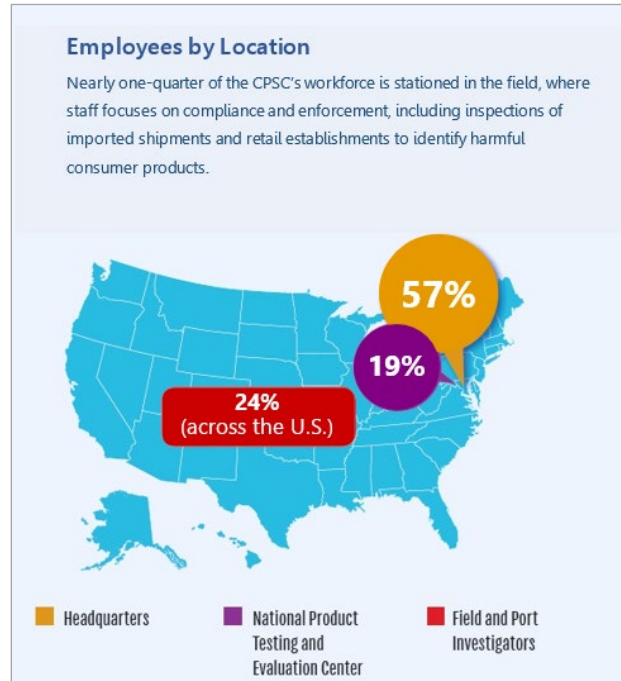 Employees by Location
Nearly one-quarter of the CPSC's workforce is stationed in the field, where
staff focuses on compliance and enforcement, including inspections of
imported shipments and retail establishments to identify harmful
consumer products.
57%
19%
24%
(across the U.S.)
Headquarters
National Product
Testing and
Evaluation Center
Field and Port
Investigators